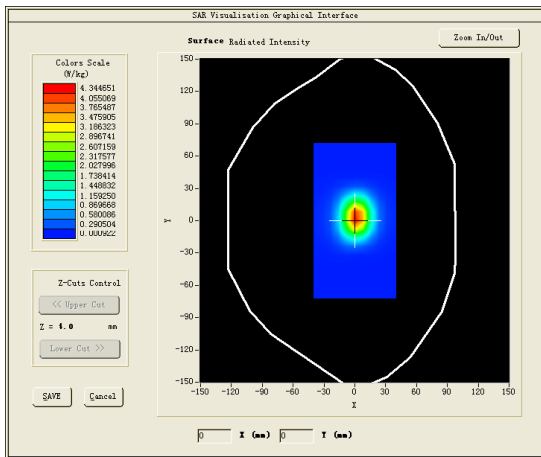 SAR Visualisation Graphical Interface
Surface Radiated Intensity
Zoom In/Out
Colors Scale
(W/kg)
4.344651
4.055069
3.765487
3.475905
3.186323
2.896741
2.607159
2.317577
2.027996
1.738414
1.448832
1.159250
0.869668
0.580086
0.290504
0.000922
Z-Cuts Control
<< Upper Cut
Z = 4.0 mm
Lower Cut >>
SAVE
Cancel
Y
150
120
90
60
30
0
-30
-60
-90
-120
-150
-150 -120 -90 -60 -30 0 30 60 90 120 150
X
0 X (mm) 0 Y (mm)